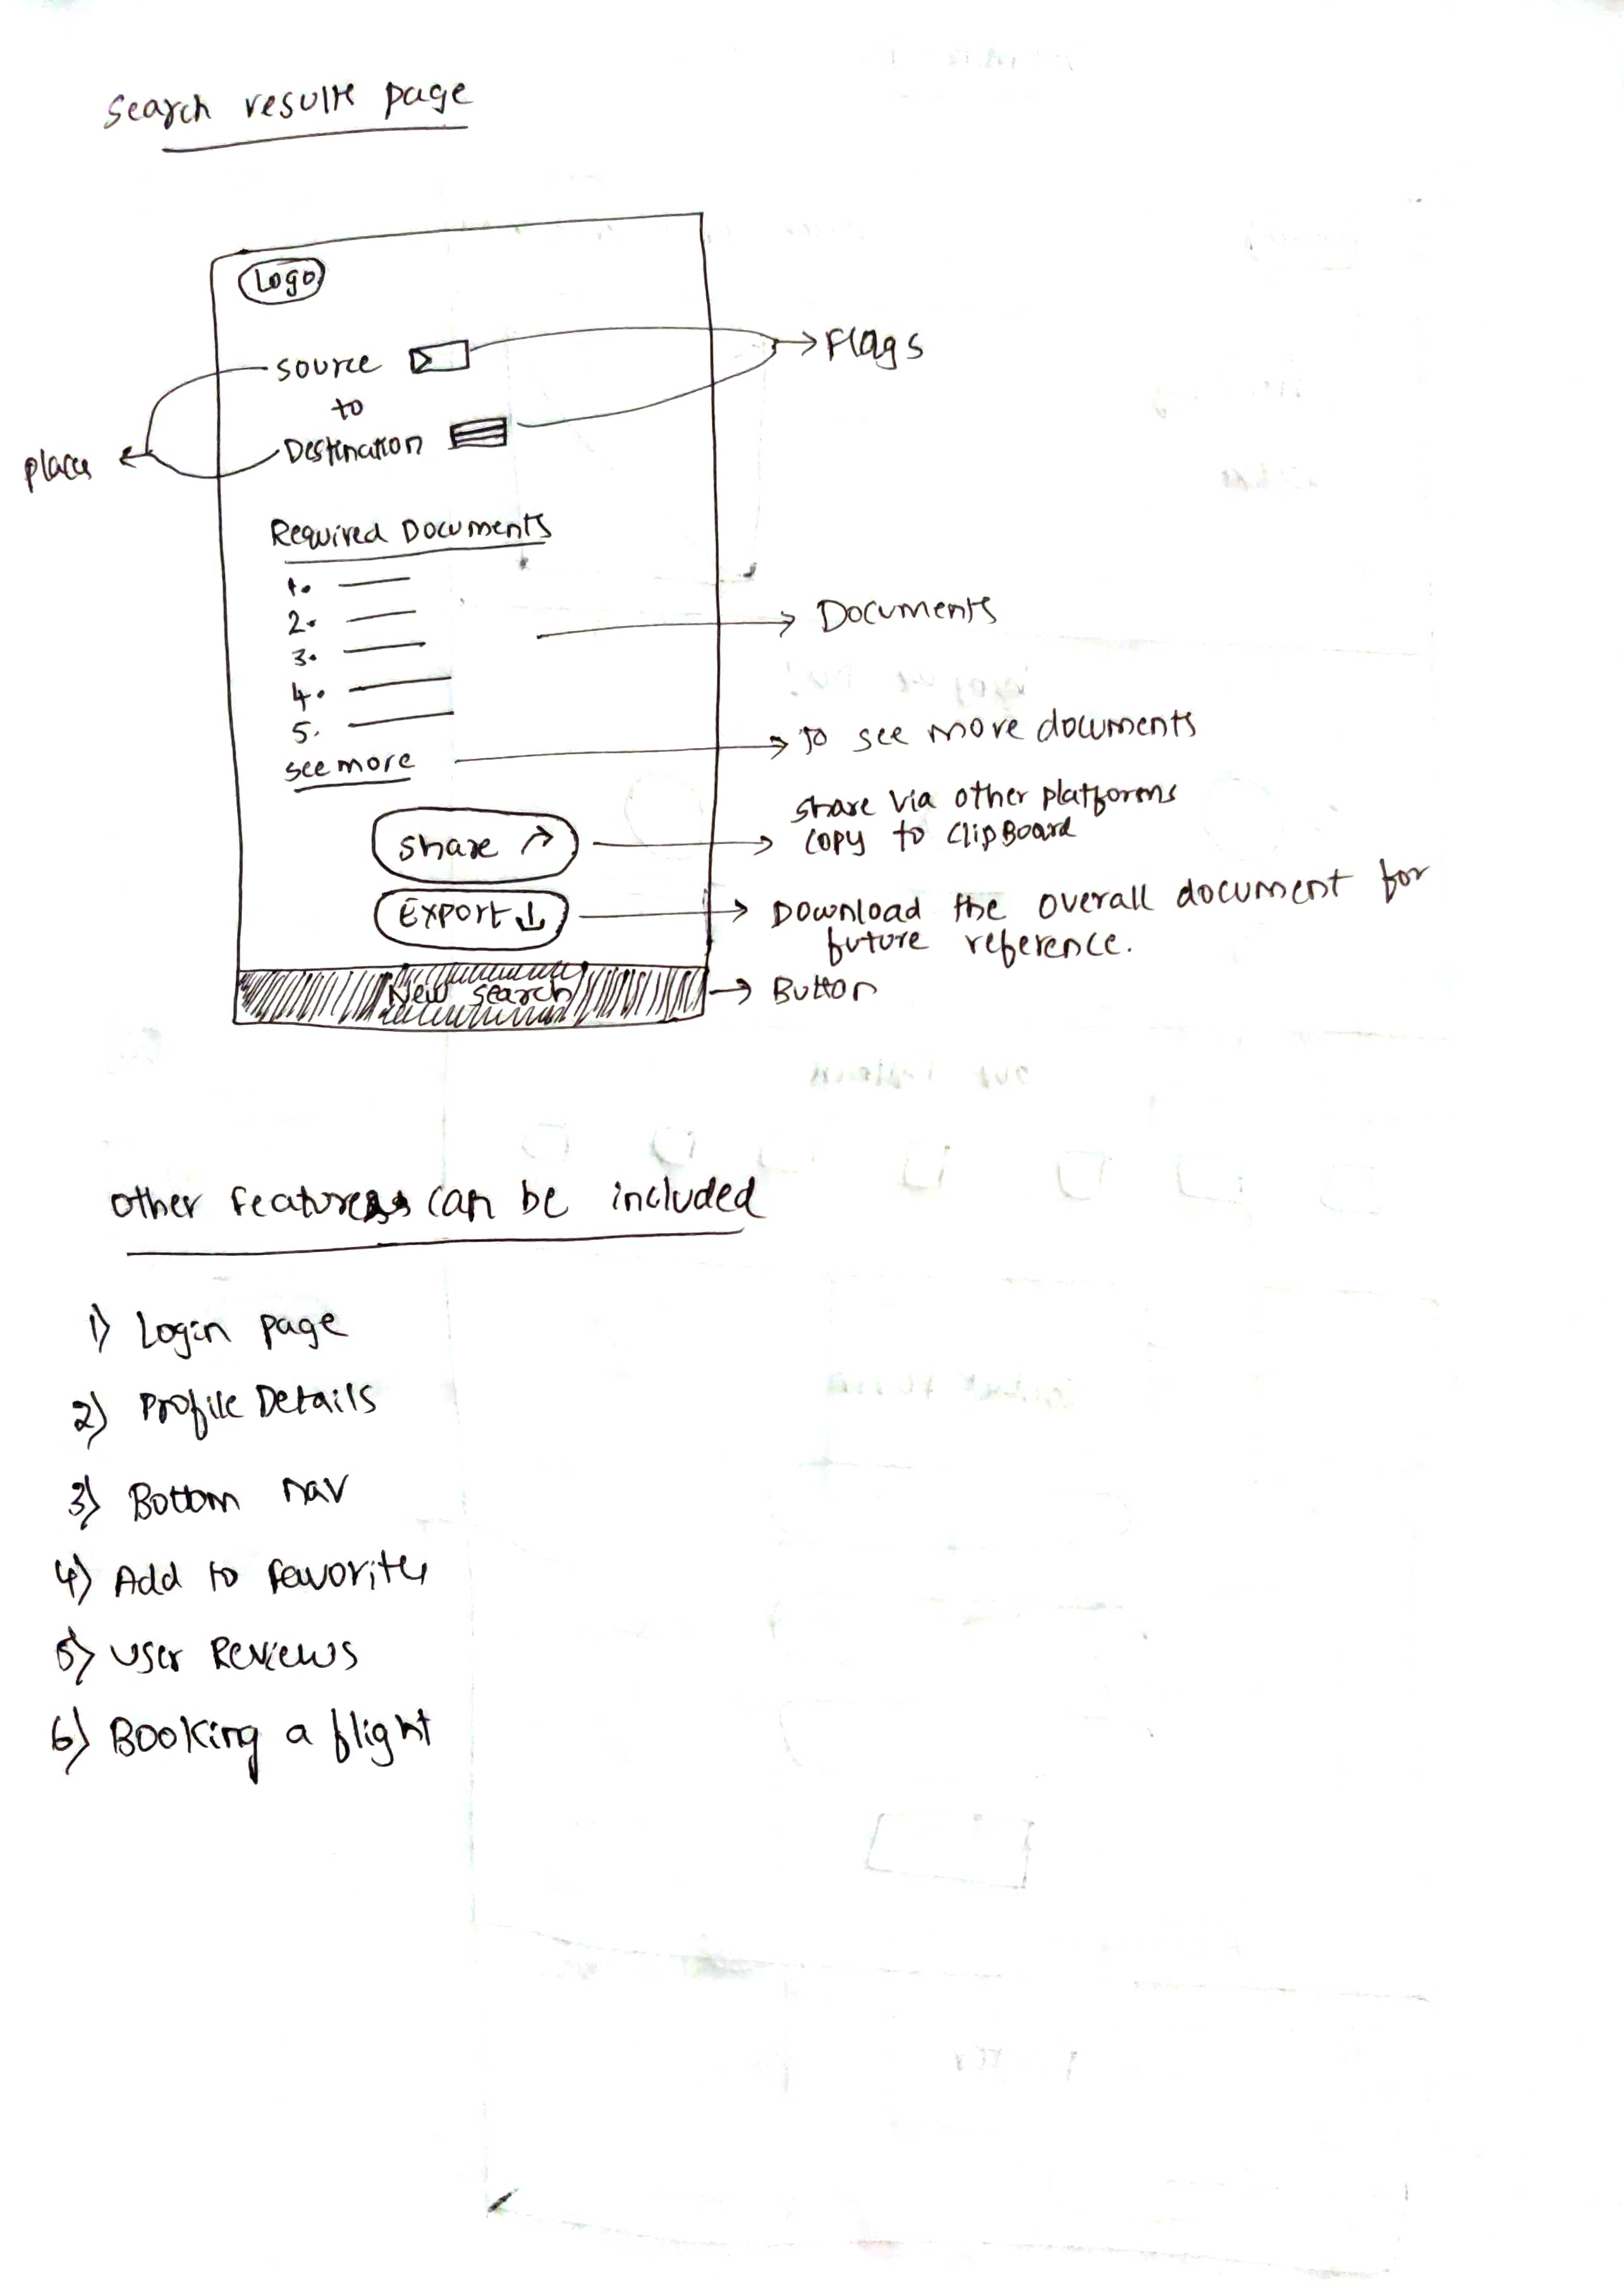 Search results page
Logo
source
Flags
to
places
Destination
Required Documents
1.
2.
Documents
3.
4.
5.
To see more documents
see more
share via other platforms
copy to clipBoard
share
Export
Download the overall document for
future reference.
New search
Button
other features can be included
1) Login page
2) Profile Details
3) Bottom nav
4) Add to favorites
5) User Reviews
6) Booking a flight